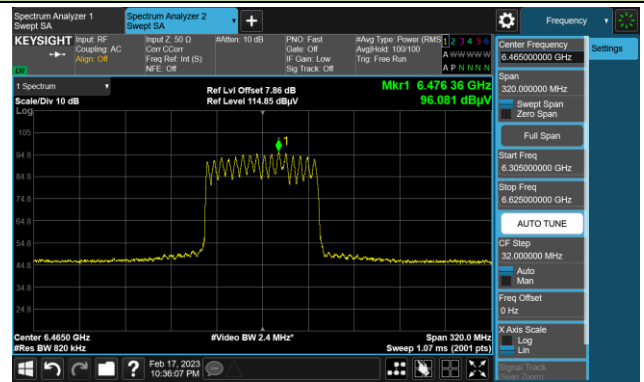 Spectrum Analyzer 1
Swept SA
Spectrum Analyzer 2
Swept SA
+
Frequency
KEYSIGHT
Input: RF
Coupling: AC
Align: Off
Input Z: 50 Ω
Corr CCorr
Freq Ref: Int (S)
NFE: Off
#Atten: 10 dB
PNO: Fast
Gate: Off
IF Gain: Low
Sig Track: Off
#Avg Type: Power (RMS)
Avg|Hold: 100/100
Trig: Free Run
1 2 3 4 5 6
A W W W W W
A P N N N N
LW
1 Spectrum
Scale/Div 10 dB
Log
Ref Lvl Offset 7.86 dB
Ref Level 114.85 dBµV
Mkr1 6.476 36 GHz
96.081 dBµV
1
105
94.8
84.8
74.8
64.8
54.8
44.8
34.8
24.8
Center 6.4650 GHz
#Res BW 820 kHz
#Video BW 2.4 MHz*
Span 320.0 MHz
Sweep 1.07 ms (2001 pts)
Feb 17, 2023
10:36:07 PM
?
Center Frequency
6.465000000 GHz
Span
320.000000 MHz
Swept Span
Zero Span
Full Span
Start Freq
6.305000000 GHz
Stop Freq
6.625000000 GHz
AUTO TUNE
CF Step
32.000000 MHz
Auto
Man
Freq Offset
0 Hz
X Axis Scale
Log
Lin
Signal Track
(Span Zoom)
Settings